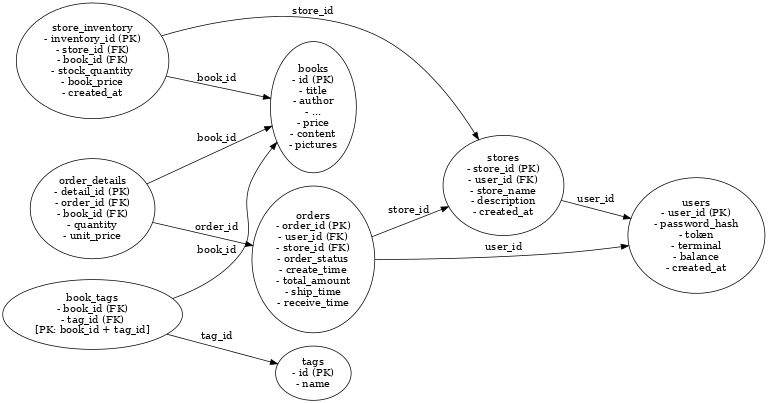 store_inventory
- inventory_id (PK)
- store_id (FK)
- book_id (FK)
- stock_quantity
- book_price
- created_at
store_id
book_id
books
- id (PK)
- title
- author
- ...
- price
- content
- pictures
order_details
- detail_id (PK)
- order_id (FK)
- book_id (FK)
- quantity
- unit_price
book_id
order_id
book_id
orders
- order_id (PK)
- user_id (FK)
- store_id (FK)
- order_status
- create_time
- total_amount
- ship_time
- receive_time
store_id
user_id
stores
- store_id (PK)
- user_id (FK)
- store_name
- description
- created_at
user_id
users
- user_id (PK)
- password_hash
- token
- terminal
- balance
- created_at
book_tags
- book_id (FK)
- tag_id (FK)
[PK: book_id + tag_id]
tag_id
tags
- id (PK)
- name